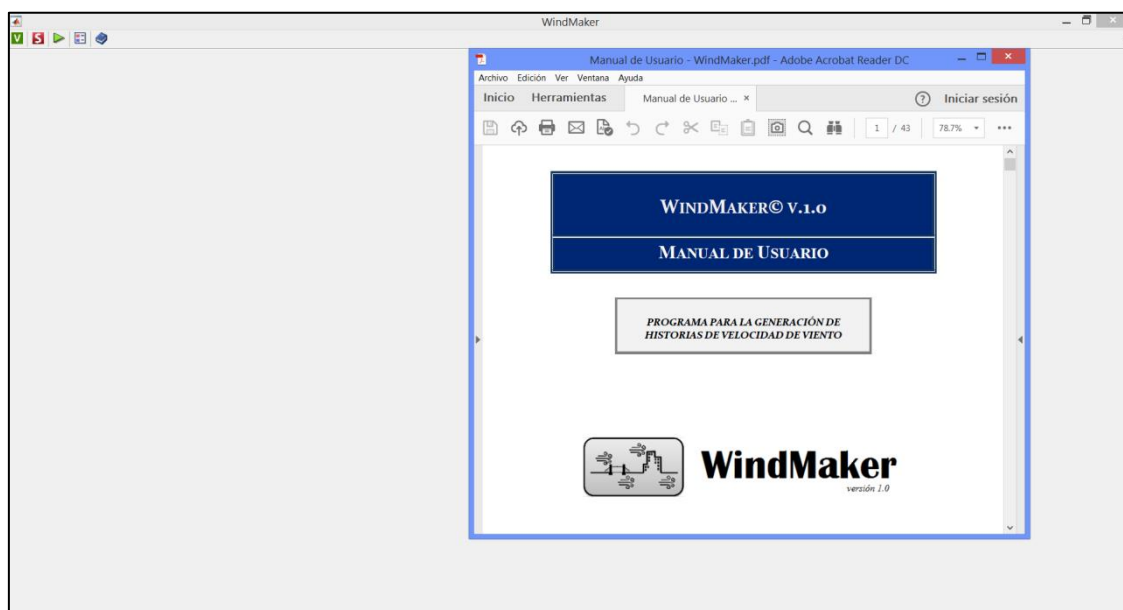 WindMaker
V S
Manual de Usuario - WindMaker.pdf - Adobe Acrobat Reader DC
Archivo Edición Ver Ventana Ayuda
Inicio Herramientas Manual de Usuario ... × ? Iniciar sesión
1 / 43 78.7% •••
WINDMAKER© V.1.0
MANUAL DE USUARIO
PROGRAMA PARA LA GENERACIÓN DE
HISTORIAS DE VELOCIDAD DE VIENTO
WindMaker
versión 1.0